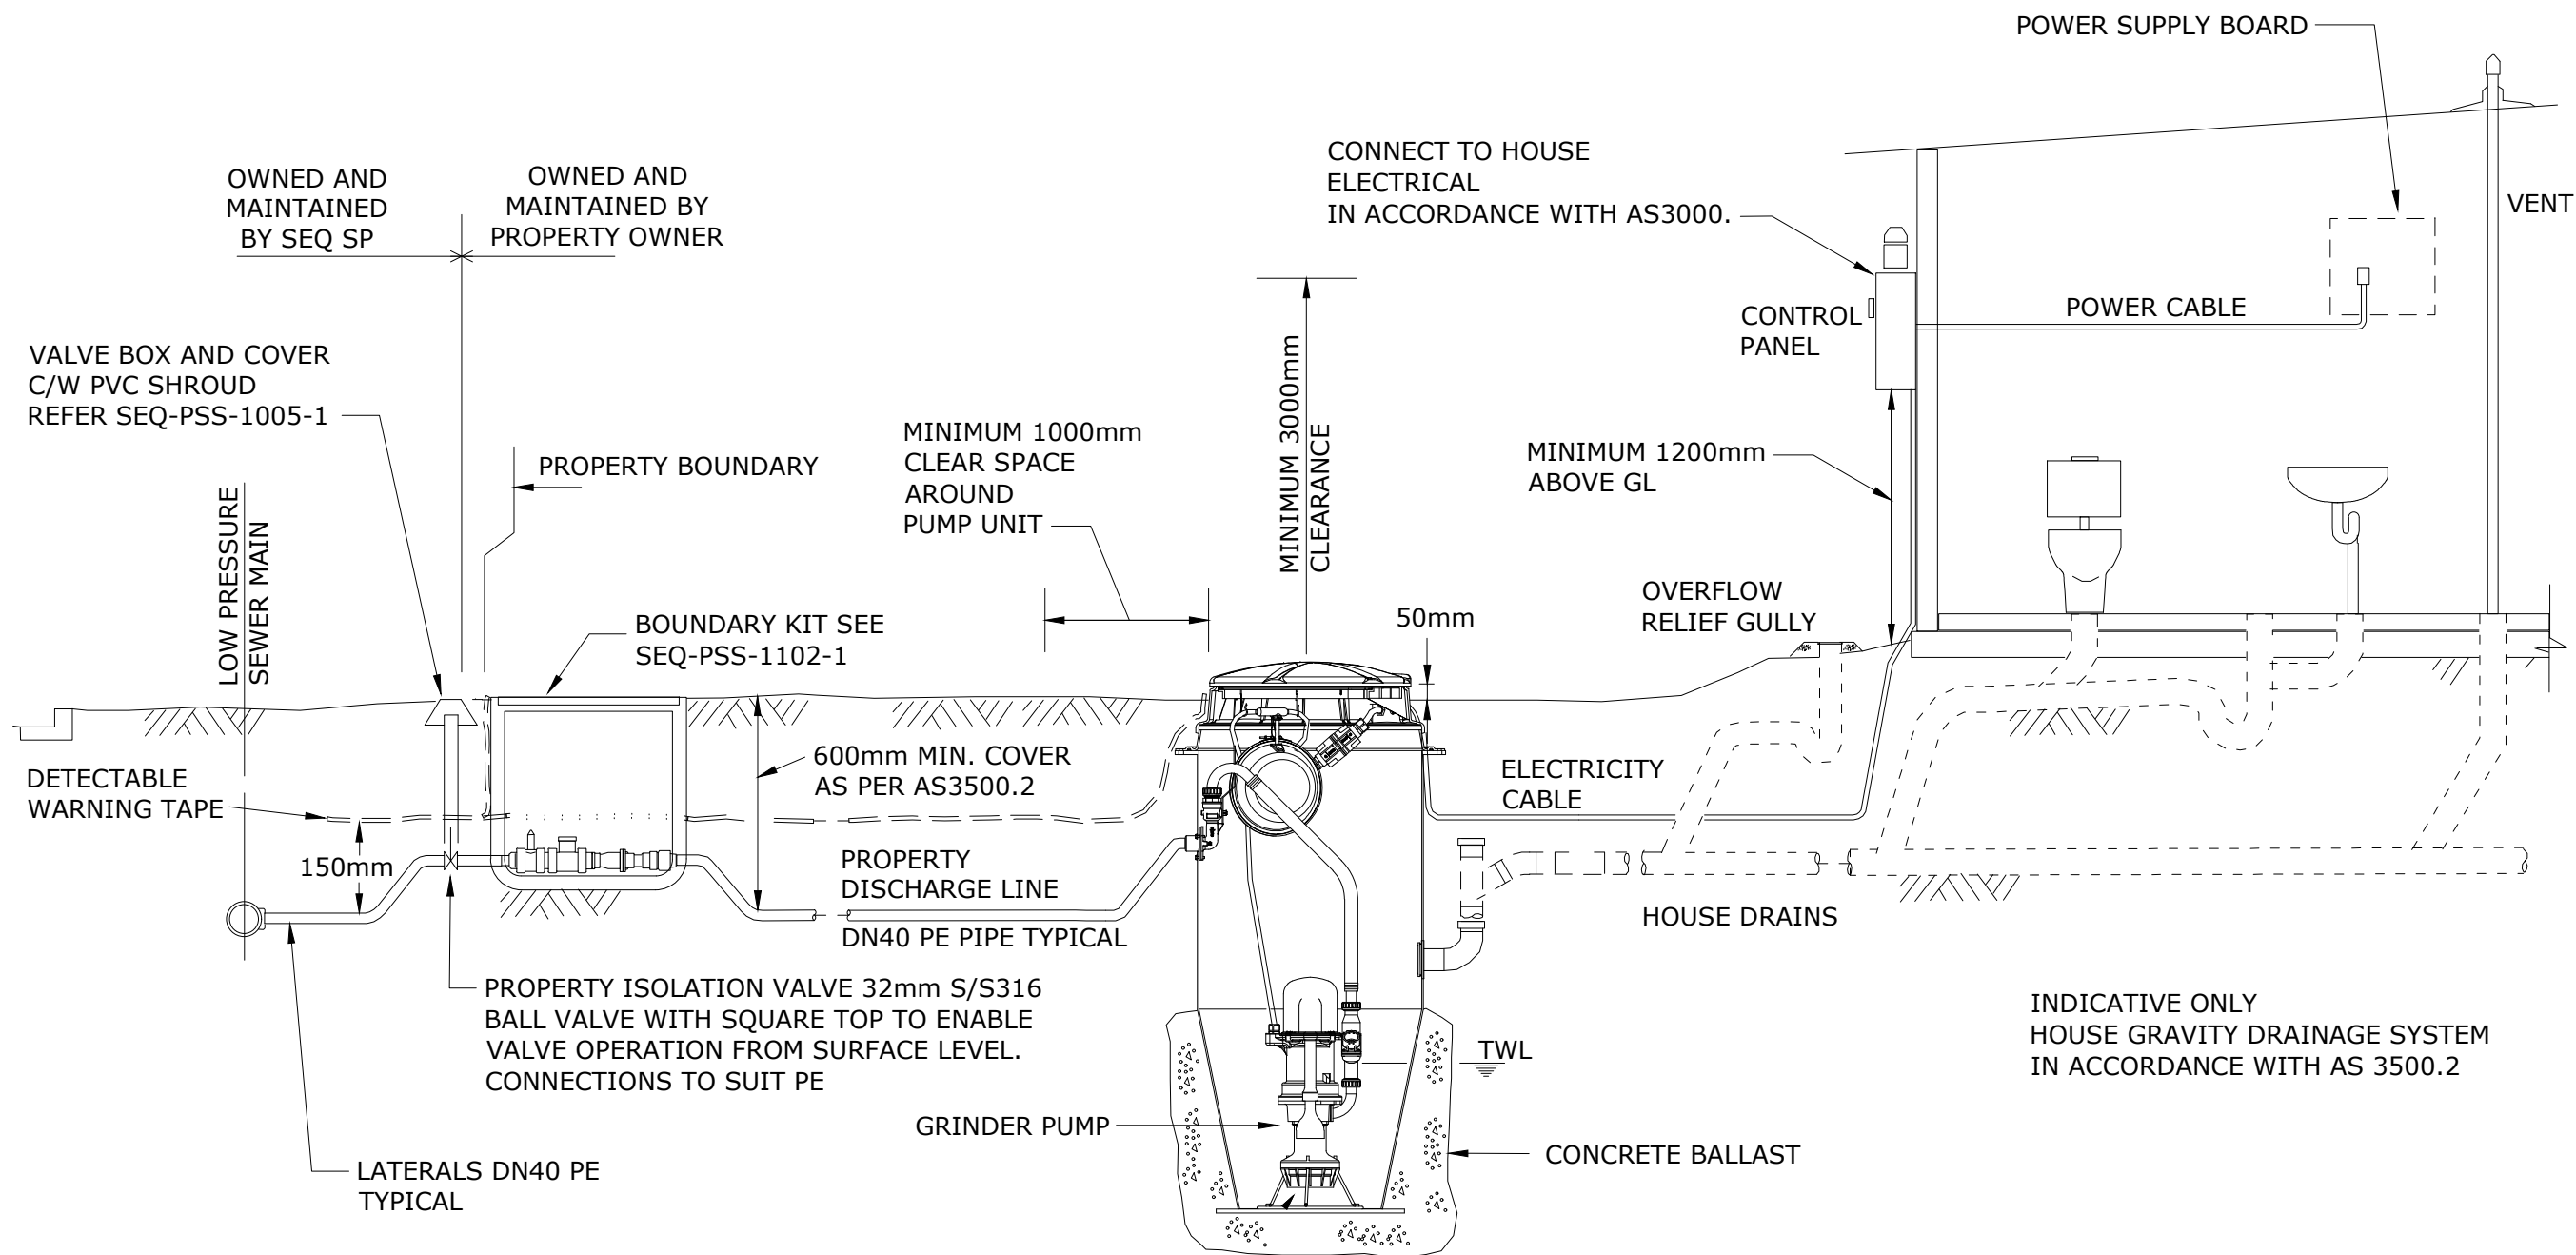 POWER SUPPLY BOARD
VENT
CONNECT TO HOUSE
ELECTRICAL
IN ACCORDANCE WITH AS3000.
OWNED AND
MAINTAINED
BY SEQ SP
OWNED AND
MAINTAINED BY
PROPERTY OWNER
CONTROL
PANEL
POWER CABLE
VALVE BOX AND COVER
C/W PVC SHROUD
REFER SEQ-PSS-1005-1
MINIMUM 3000mm
CLEARANCE
MINIMUM 1000mm
CLEAR SPACE
AROUND
PUMP UNIT
PROPERTY BOUNDARY
MINIMUM 1200mm
ABOVE GL
LOW PRESSURE
SEWER MAIN
BOUNDARY KIT SEE
SEQ-PSS-1102-1
50mm
OVERFLOW
RELIEF GULLY
DETECTABLE
WARNING TAPE
600mm MIN. COVER
AS PER AS3500.2
ELECTRICITY
CABLE
150mm
PROPERTY
DISCHARGE LINE
DN40 PE PIPE TYPICAL
HOUSE DRAINS
PROPERTY ISOLATION VALVE 32mm S/S316
BALL VALVE WITH SQUARE TOP TO ENABLE
VALVE OPERATION FROM SURFACE LEVEL.
CONNECTIONS TO SUIT PE
TWL
INDICATIVE ONLY
HOUSE GRAVITY DRAINAGE SYSTEM
IN ACCORDANCE WITH AS 3500.2
GRINDER PUMP
CONCRETE BALLAST
LATERALS DN40 PE
TYPICAL